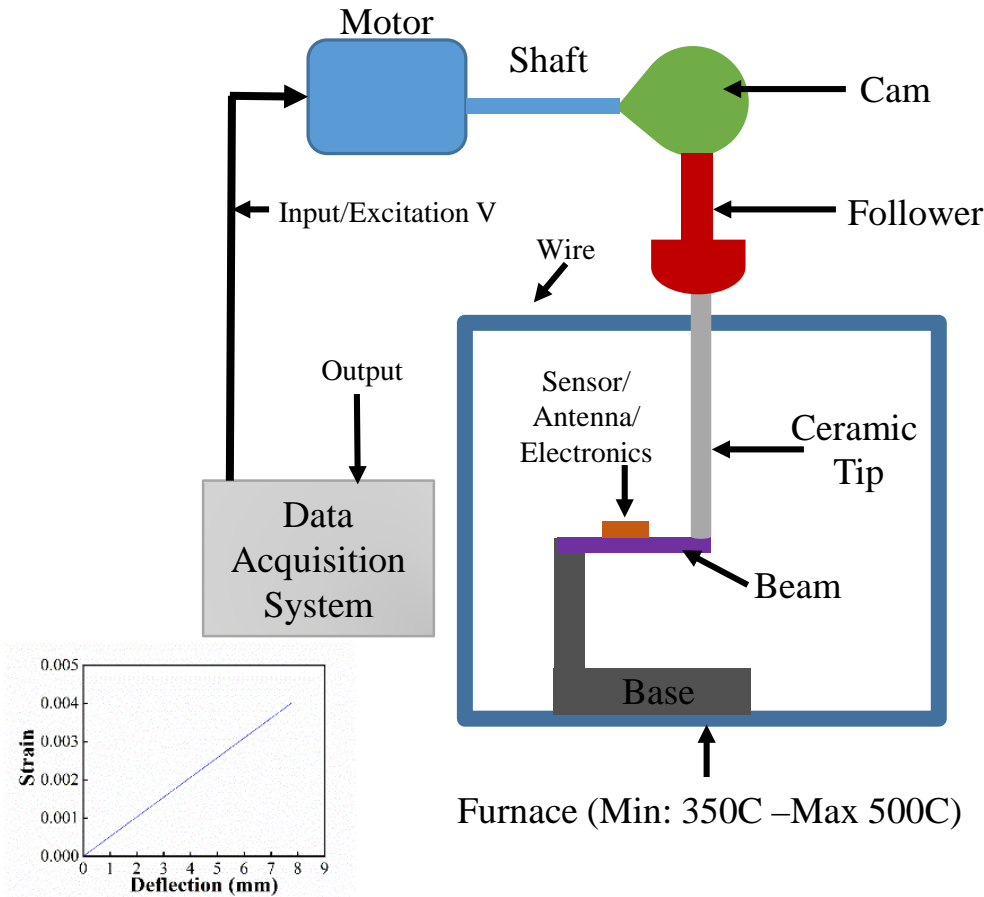 Motor
Shaft
Cam
Input/Excitation V
Follower
Wire
Output
Sensor/
Antenna/
Electronics
Ceramic
Tip
Data
Acquisition
System
Beam
Base
Furnace (Min: 350C –Max 500C)
Strain
0.005
0.004
0.003
0.002
0.001
0.000
0 1 2 3 4 5 6 7 8 9
Deflection (mm)